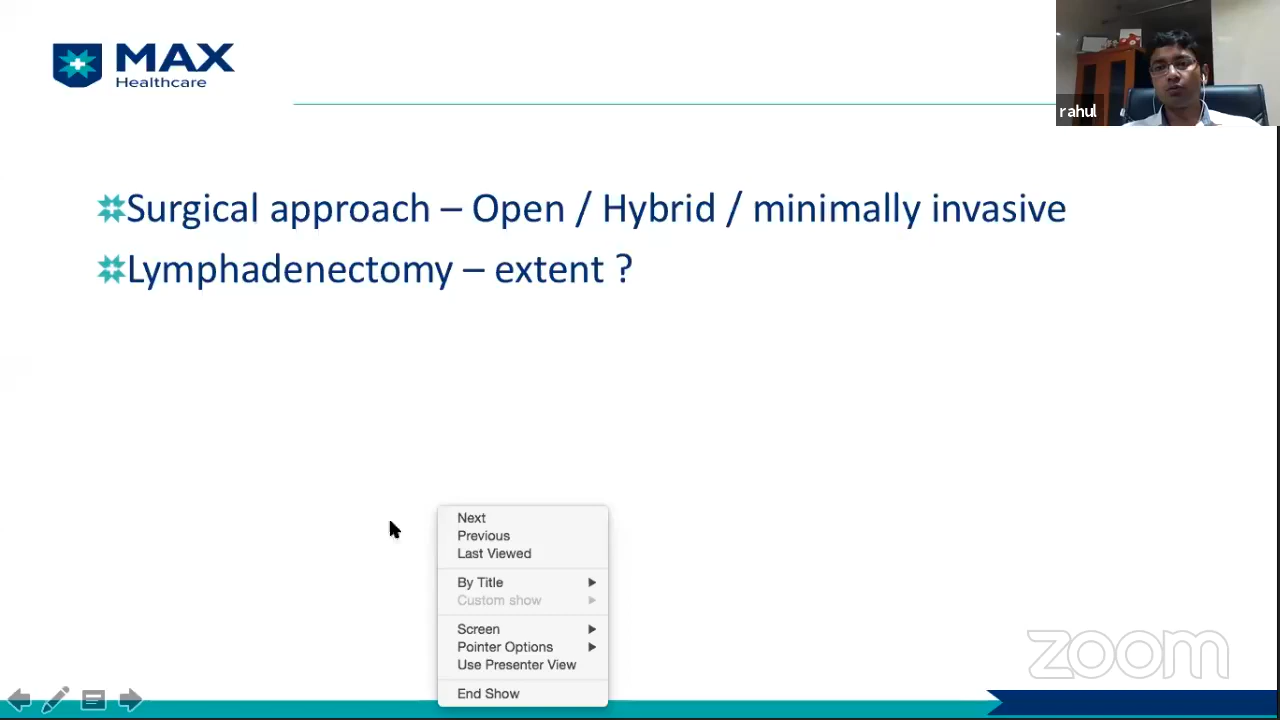 MAX
Healthcare
rahul
Surgical approach – Open / Hybrid / minimally invasive
Lymphadenectomy – extent ?
Next
Previous
Last Viewed
By Title
Custom show
Screen
Pointer Options
Use Presenter View
End Show
zoom